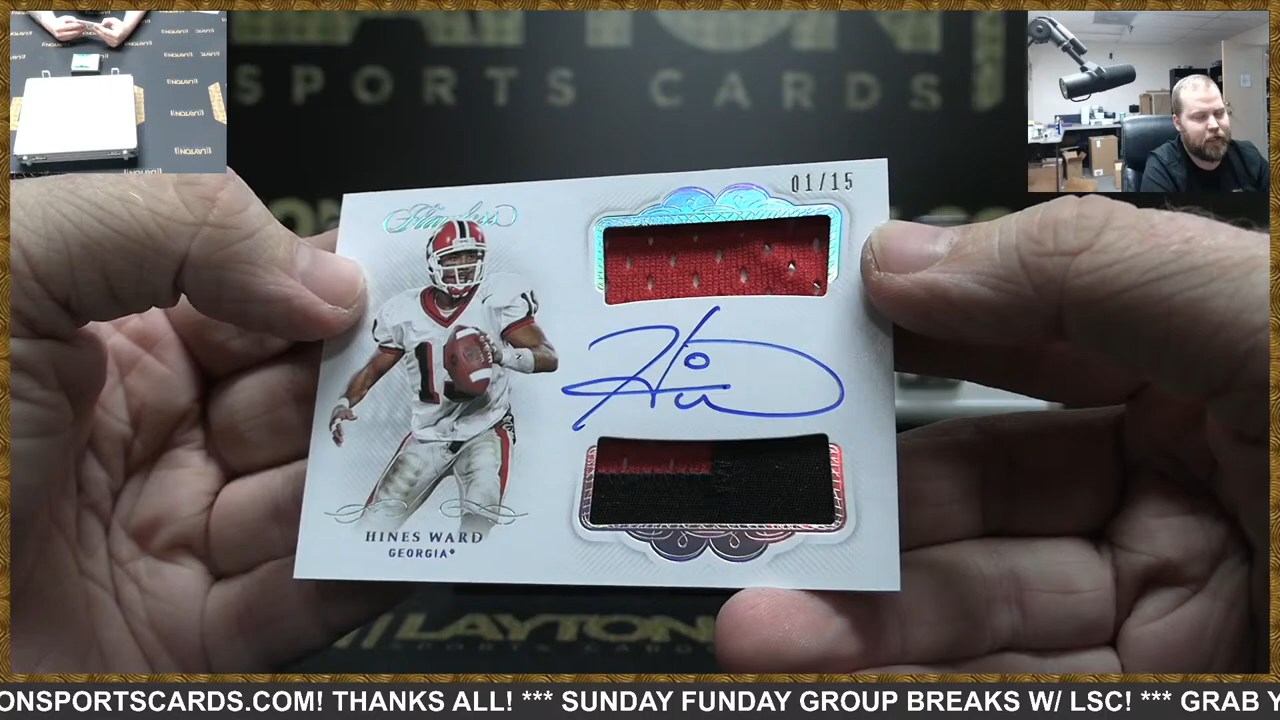 LAYTON
SPORTS CARDS
01/15
Flawless
HINES WARD
GEORGIA
LAYTON
SPORTS CARDS
ONSPORTSCARDS.COM! THANKS ALL! *** SUNDAY FUNDAY GROUP BREAKS W/ LSC! *** GRAB Y